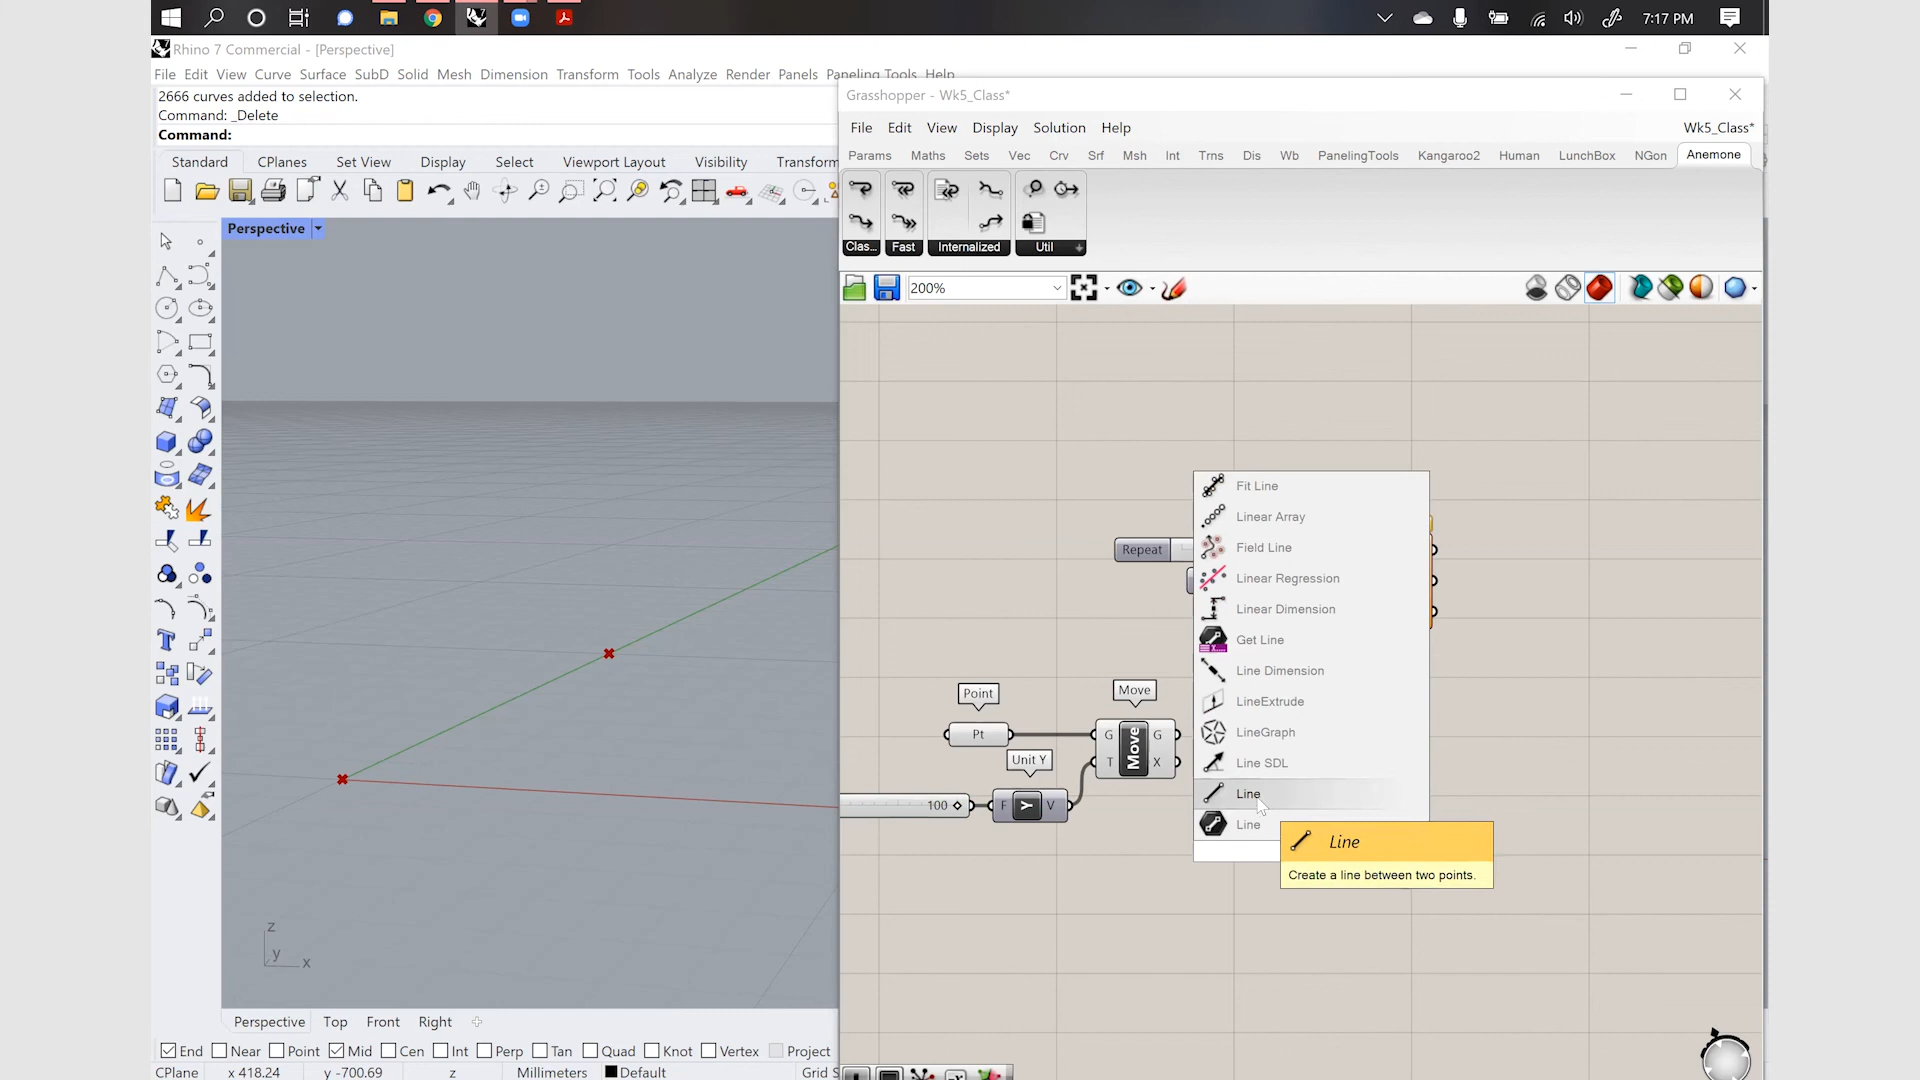 7:17 PM
Rhino 7 Commercial - [Perspective]
File Edit View Curve Surface SubD Solid Mesh Dimension Transform Tools Analyze Render Panels Paneling Tools Help
2666 curves added to selection.
Command: _Delete
Command:
Standard CPlanes Set View Display Select Viewport Layout Visibility Transform
Perspective
z
y x
Perspective Top Front Right
End Near Point Mid Cen Int Perp Tan Quad Knot Vertex Project
CPlane x 418.24 y -700.69 z Millimeters Default Grid S
Grasshopper - Wk5_Class*
File Edit View Display Solution Help Wk5_Class*
Params Maths Sets Vec Crv Srf Msh Int Trns Dis Wb PanelingTools Kangaroo2 Human LunchBox NGon Anemone
Clas... Fast Internalized Util
200%
Repeat
Point
Pt
Unit Y
100
F Y V
Move
G Move G
T X
Fit Line
Linear Array
Field Line
Linear Regression
Linear Dimension
Get Line
Line Dimension
LineExtrude
LineGraph
Line SDL
Line
Line
Line
Create a line between two points.